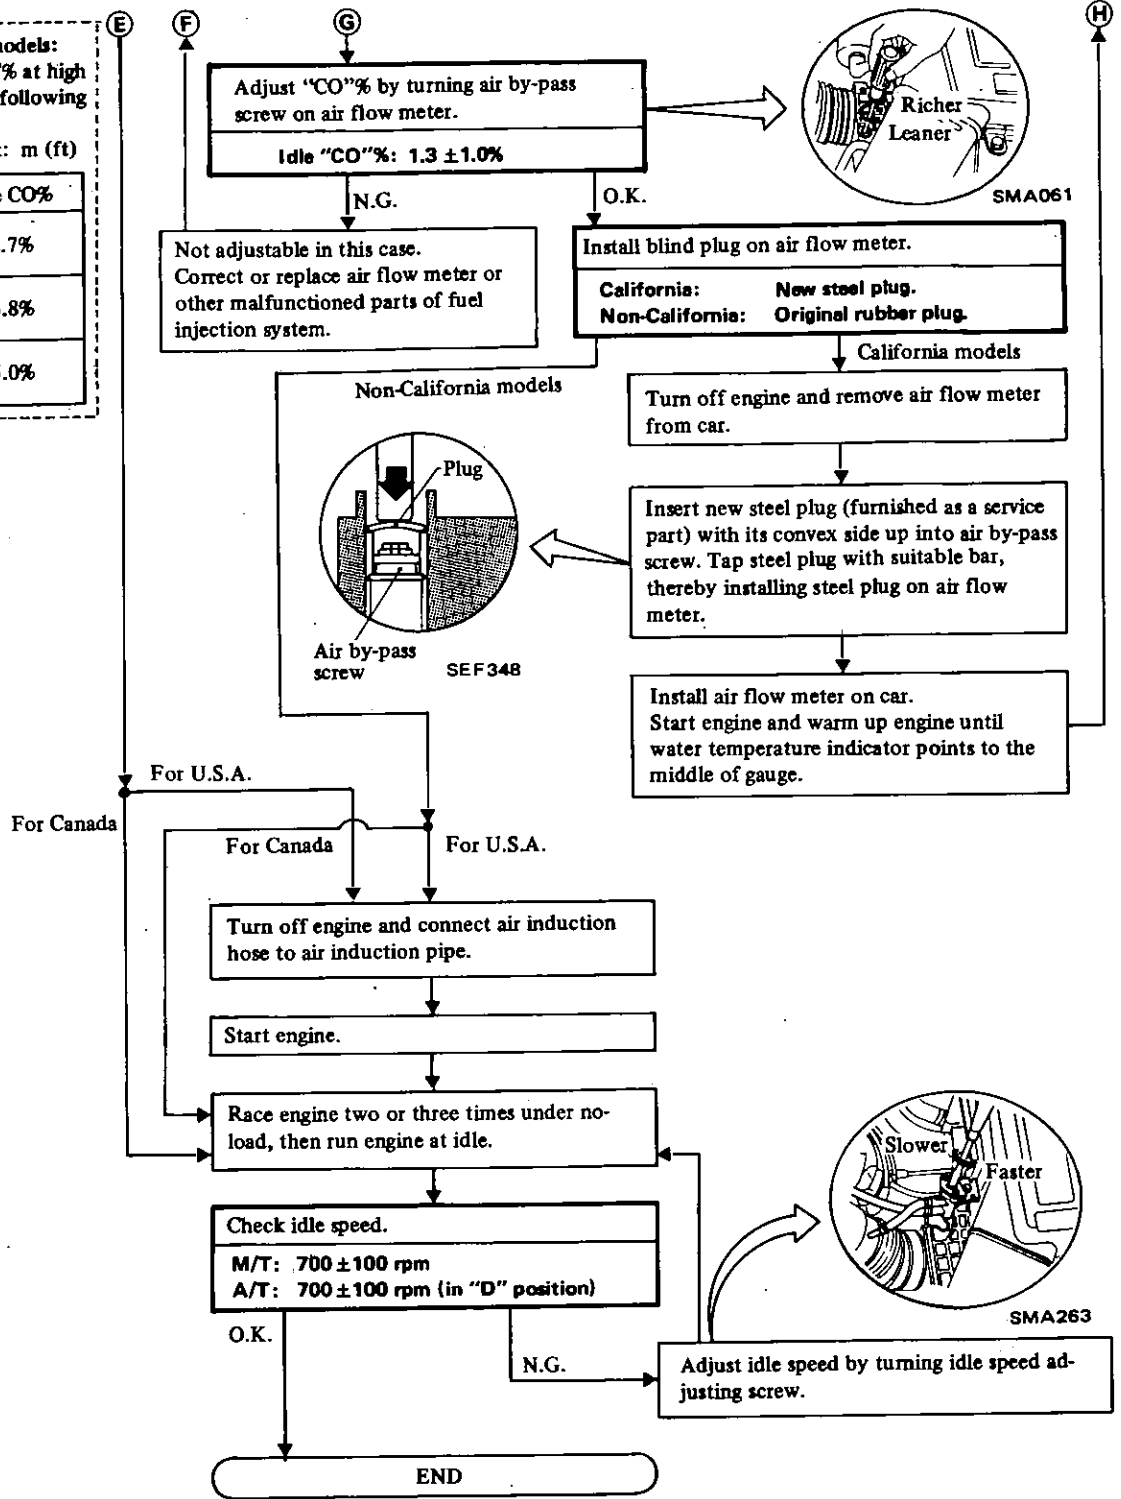 E
F
G
H
models:
% at high
following
: m (ft)
CO%
.7%
.8%
.0%
Adjust "CO"% by turning air by-pass
screw on air flow meter.
Idle "CO"%: 1.3 ±1.0%
Richer
Leaner
SMA061
N.G.
O.K.
Not adjustable in this case.
Correct or replace air flow meter or
other malfunctioned parts of fuel
injection system.
Install blind plug on air flow meter.
California: New steel plug.
Non-California: Original rubber plug.
Non-California models
California models
Turn off engine and remove air flow meter
from car.
Plug
Air by-pass
screw
SEF348
Insert new steel plug (furnished as a service
part) with its convex side up into air by-pass
screw. Tap steel plug with suitable bar,
thereby installing steel plug on air flow
meter.
Install air flow meter on car.
Start engine and warm up engine until
water temperature indicator points to the
middle of gauge.
For U.S.A.
For Canada
For Canada
For U.S.A.
Turn off engine and connect air induction
hose to air induction pipe.
Start engine.
Race engine two or three times under no-
load, then run engine at idle.
Slower
Faster
SMA263
Check idle speed.
M/T: 700 ±100 rpm
A/T: 700 ±100 rpm (in "D" position)
O.K.
N.G.
Adjust idle speed by turning idle speed ad-
justing screw.
END